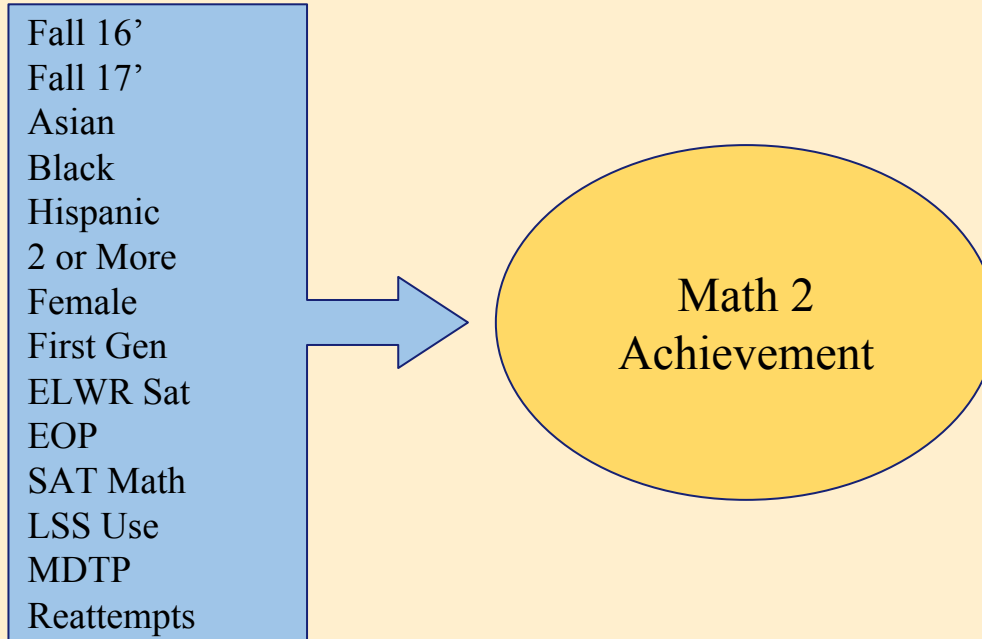 Fall 16’
Fall 17’
Asian
Black
Hispanic
2 or More
Female
First Gen
ELWR Sat
EOP
SAT Math
LSS Use
MDTP
Reattempts
Math 2
Achievement